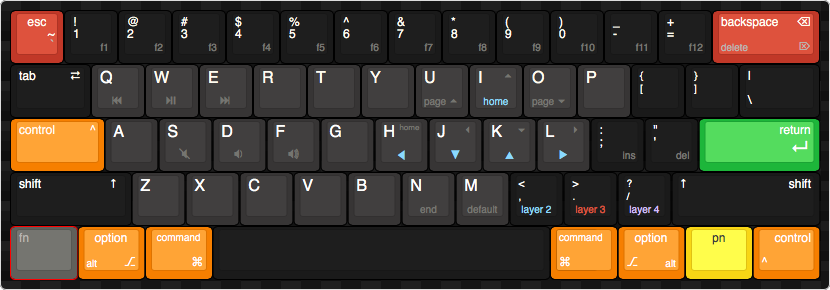 esc ! @ # $ % ^ & * ( ) _ + backspace ⌫
~ ` 1 f1 2 f2 3 f3 4 f4 5 f5 6 f6 7 f7 8 f8 9 f9 0 f10 - f11 = f12 delete ⌦
tab ⇄ Q W E R T Y U I O P { } |
⏮ ⏯ ⏭ page home page [ ] \
control ^ A S D F G H home J K L : " return
; ins ' del
shift ↑ Z X C V B N M < > ? ↑ shift
end default , layer 2 . layer 3 / layer 4
fn option command command option pn control
alt ⌥ ⌘ ⌘ ⌥ alt ^